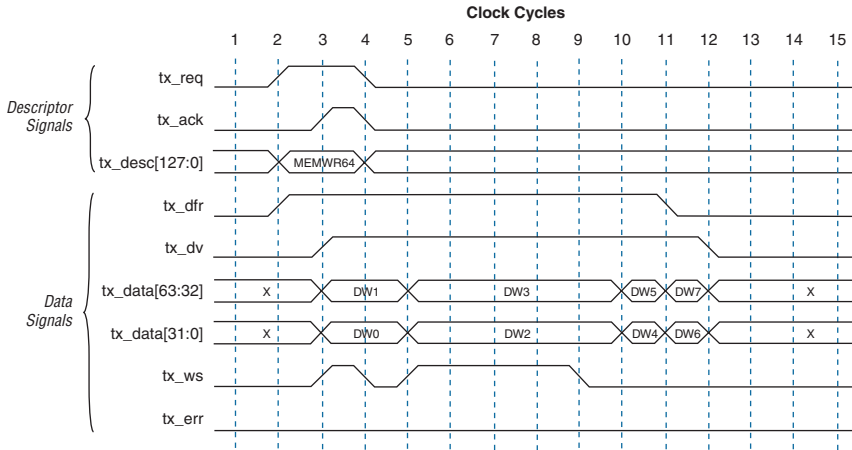 Clock Cycles
1 2 3 4 5 6 7 8 9 10 11 12 13 14 15
Descriptor
Signals
tx_req
tx_ack
tx_desc[127:0] MEMWR64
Data
Signals
tx_dfr
tx_dv
tx_data[63:32] X DW1 DW3 DW5 DW7 X
tx_data[31:0] X DW0 DW2 DW4 DW6 X
tx_ws
tx_err